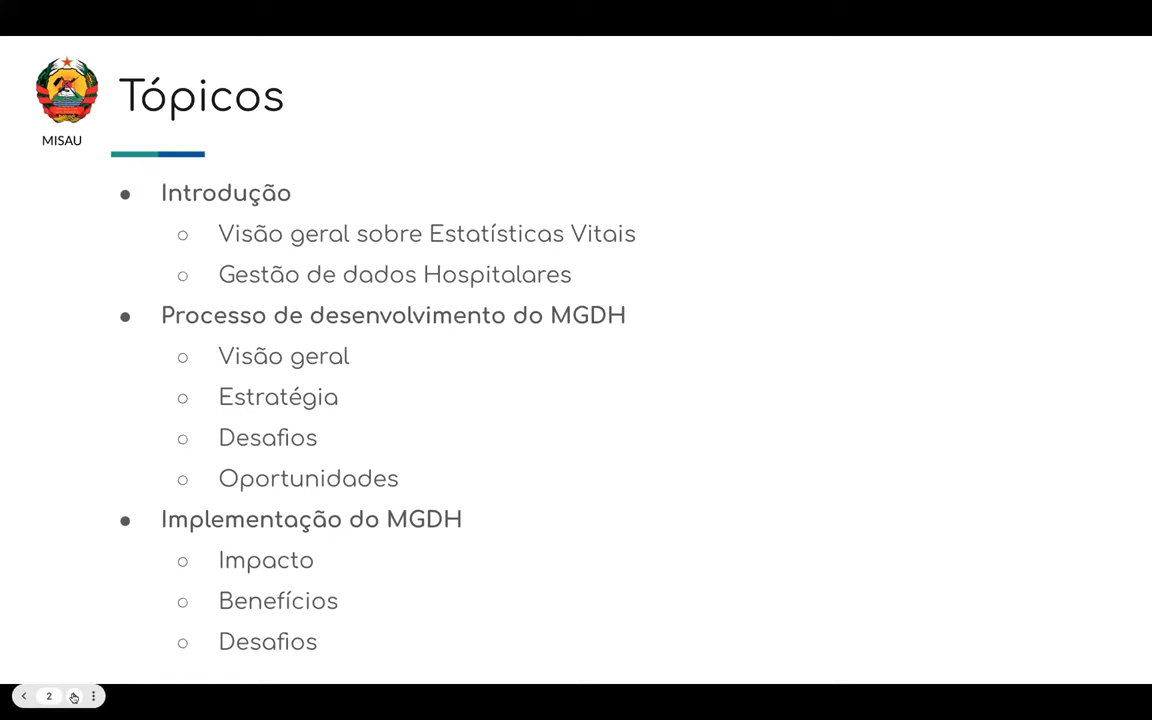 Tópicos
MISAU
● Introdução
○ Visão geral sobre Estatísticas Vitais
○ Gestão de dados Hospitalares
● Processo de desenvolvimento do MGDH
○ Visão geral
○ Estratégia
○ Desafios
○ Oportunidades
● Implementação do MGDH
○ Impacto
○ Benefícios
○ Desafios
2